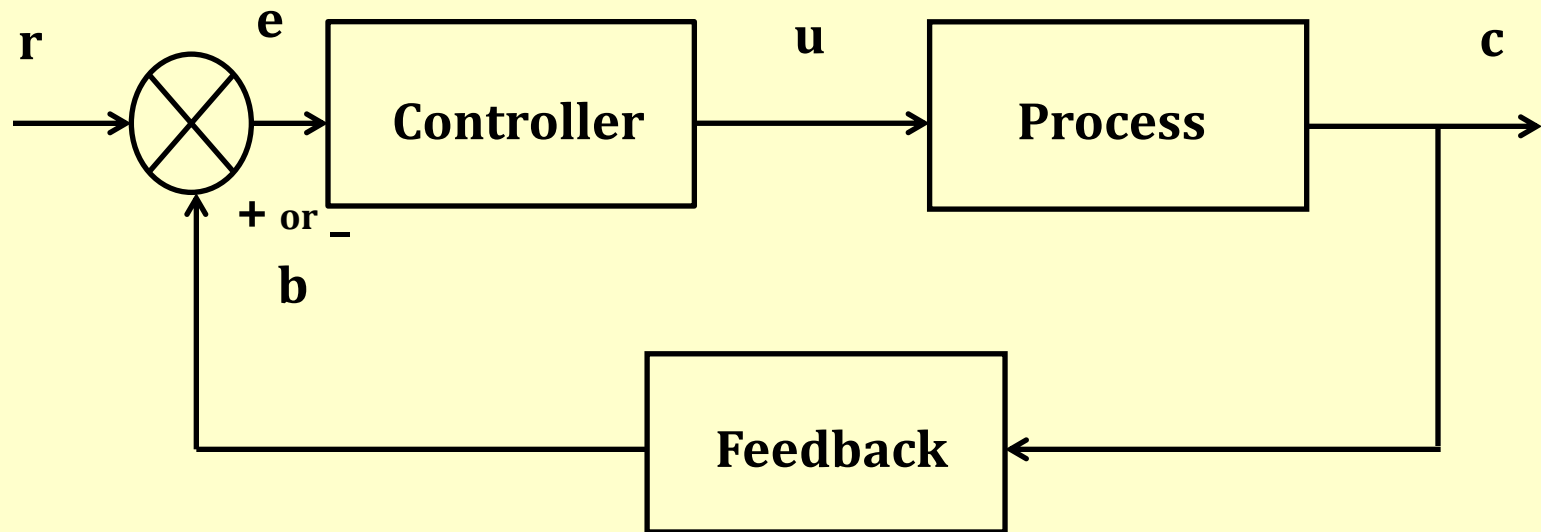 r
e
u
c
Controller
Process
+ or –
b
Feedback